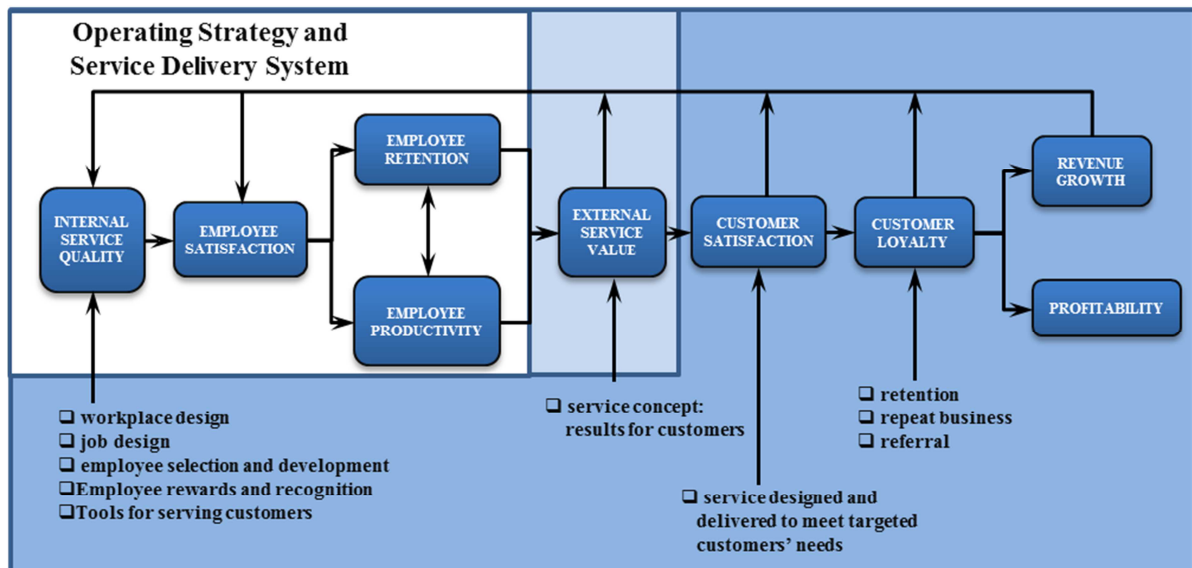 Operating Strategy and
Service Delivery System
INTERNAL
SERVICE
QUALITY
EMPLOYEE
SATISFACTION
EMPLOYEE
RETENTION
EMPLOYEE
PRODUCTIVITY
EXTERNAL
SERVICE
VALUE
CUSTOMER
SATISFACTION
CUSTOMER
LOYALTY
REVENUE
GROWTH
PROFITABILITY
❑ workplace design
❑ job design
❑ employee selection and development
❑Employee rewards and recognition
❑Tools for serving customers
❑ service concept:
results for customers
❑ service designed and
delivered to meet targeted
customers’ needs
❑ retention
❑ repeat business
❑ referral